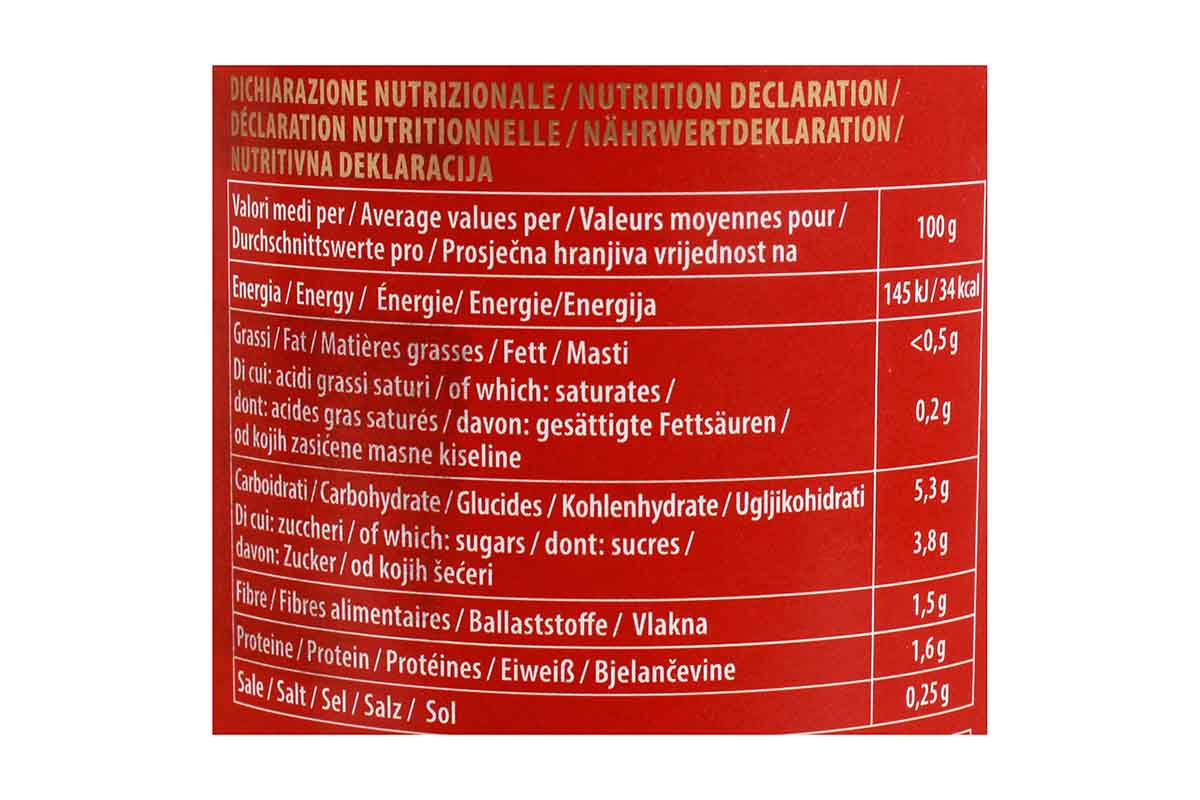 DICHIARAZIONE NUTRIZIONALE / NUTRITION DECLARATION /
DÉCLARATION NUTRITIONNELLE / NÄHRWERTDEKLARATION /
NUTRITIVNA DEKLARACIJA
Valori medi per / Average values per / Valeurs moyennes pour /
Durchschnittswerte pro / Prosječna hranjiva vrijednost na
100 g
Energia / Energy / Énergie/ Energie/Energija
145 kJ / 34 kcal
Grassi / Fat / Matières grasses / Fett / Masti
<0,5 g
Di cui: acidi grassi saturi / of which: saturates /
dont: acides gras saturés / davon: gesättigte Fettsäuren /
od kojih zasićene masne kiseline
0,2 g
Carboidrati / Carbohydrate / Glucides / Kohlenhydrate / Ugljikohidrati
5,3 g
Di cui: zuccheri / of which: sugars / dont: sucres /
davon: Zucker / od kojih šećeri
3,8 g
Fibre / Fibres alimentaires / Ballaststoffe / Vlakna
1,5 g
Proteine / Protein / Protéines / Eiweiß / Bjelančevine
1,6 g
Sale / Salt / Sel / Salz / Sol
0,25 g